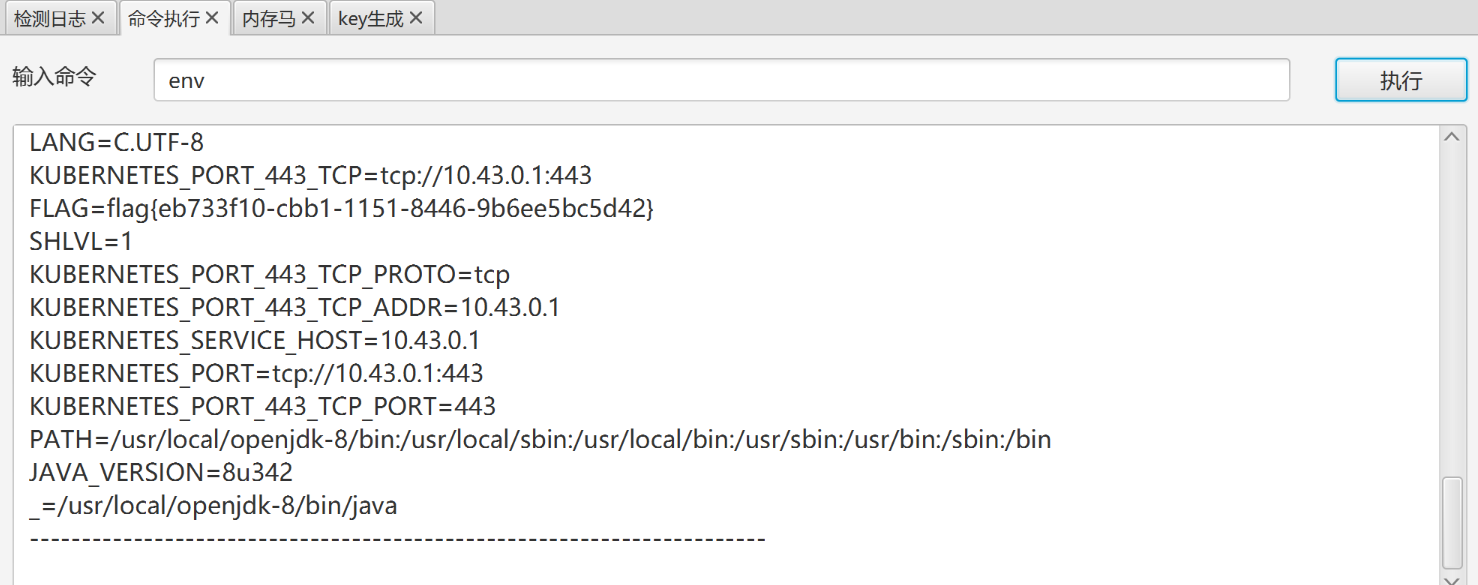 检测日志 命令执行 内存马 key生成
输入命令 env 执行
LANG=C.UTF-8
KUBERNETES_PORT_443_TCP=tcp://10.43.0.1:443
FLAG=flag{eb733f10-cbb1-1151-8446-9b6ee5bc5d42}
SHLVL=1
KUBERNETES_PORT_443_TCP_PROTO=tcp
KUBERNETES_PORT_443_TCP_ADDR=10.43.0.1
KUBERNETES_SERVICE_HOST=10.43.0.1
KUBERNETES_PORT=tcp://10.43.0.1:443
KUBERNETES_PORT_443_TCP_PORT=443
PATH=/usr/local/openjdk-8/bin:/usr/local/sbin:/usr/local/bin:/usr/sbin:/usr/bin:/sbin:/bin
JAVA_VERSION=8u342
_=/usr/local/openjdk-8/bin/java
-----------------------------------------------------------------------